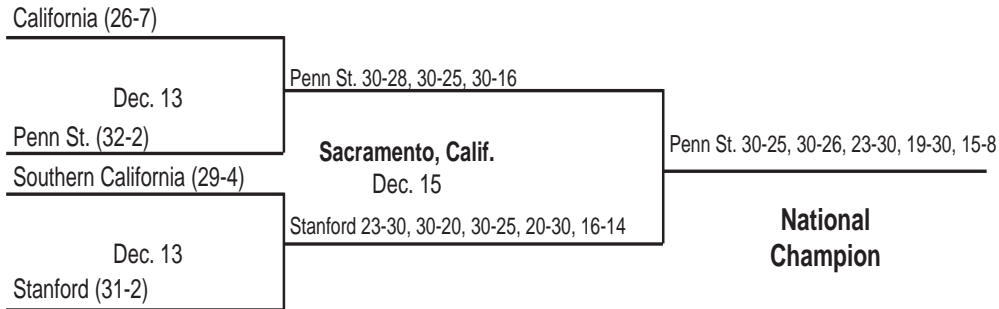 California (26-7)
Dec. 13
Penn St. (32-2)
Southern California (29-4)
Dec. 13
Stanford (31-2)
Penn St. 30-28, 30-25, 30-16
Sacramento, Calif.
Dec. 15
Stanford 23-30, 30-20, 30-25, 20-30, 16-14
Penn St. 30-25, 30-26, 23-30, 19-30, 15-8
National
Champion